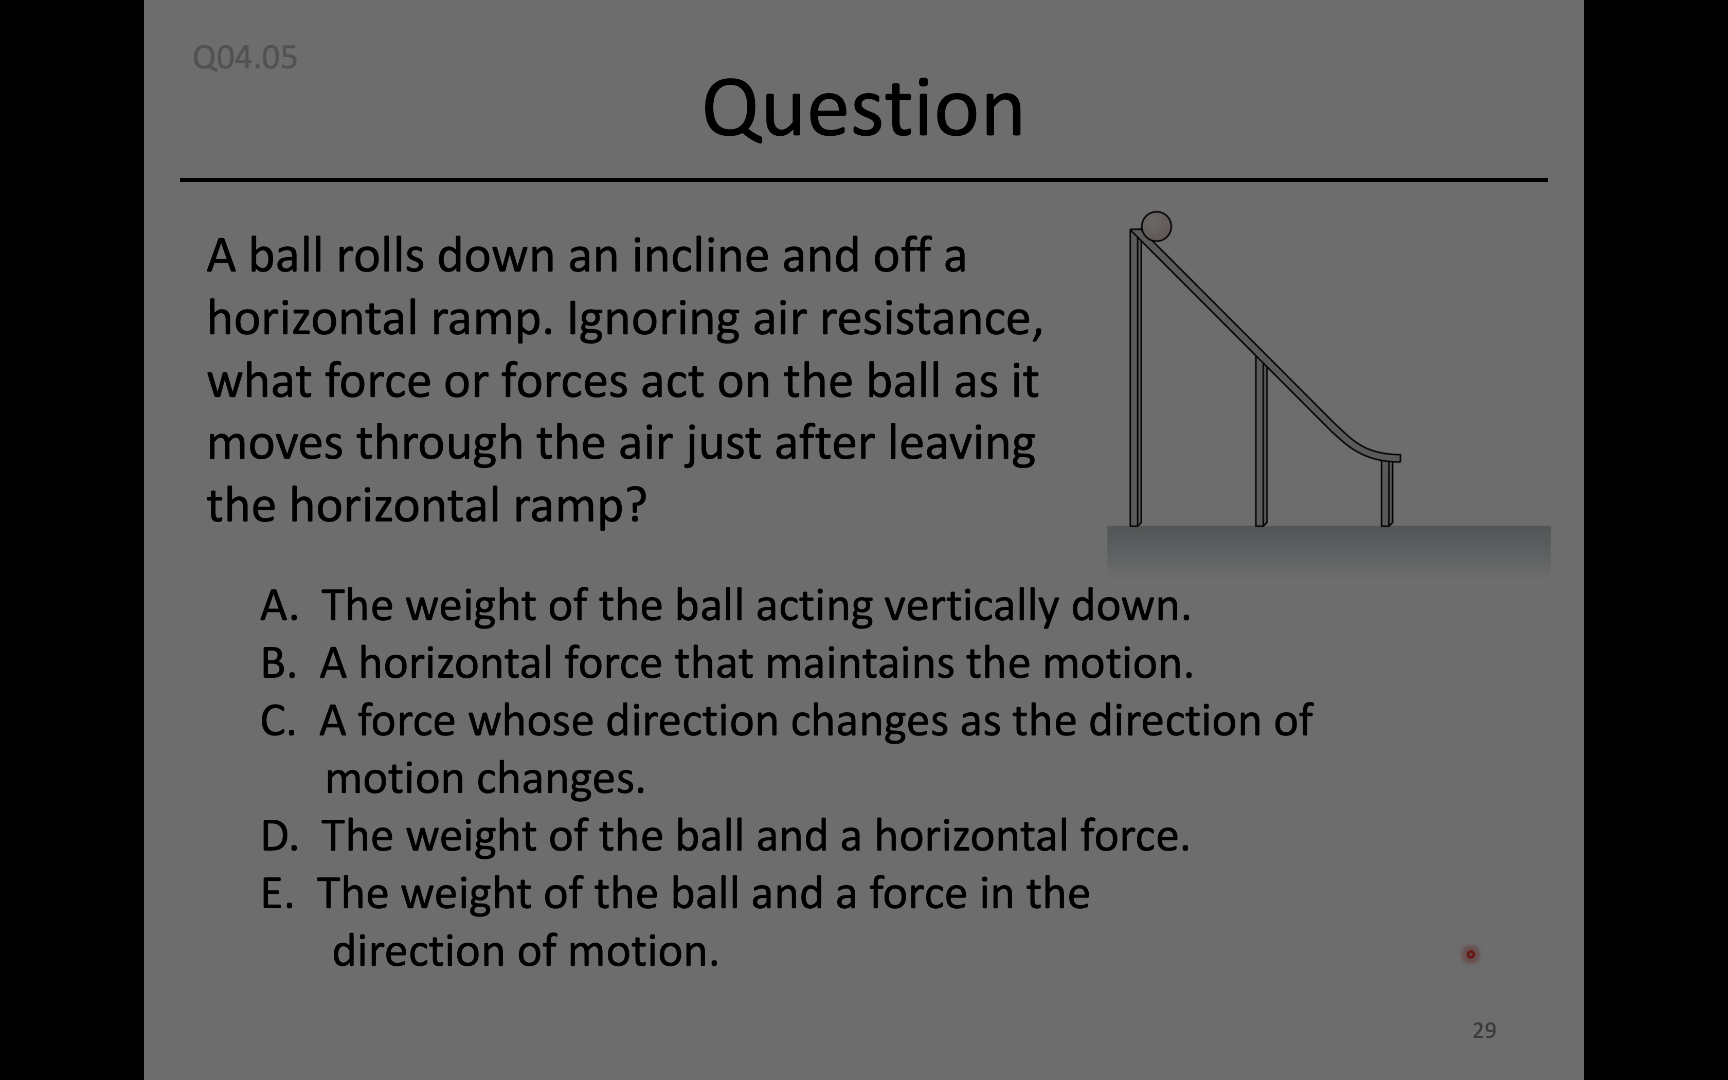 Q04.05
Question
A ball rolls down an incline and off a
horizontal ramp. Ignoring air resistance,
what force or forces act on the ball as it
moves through the air just after leaving
the horizontal ramp?
A. The weight of the ball acting vertically down.
B. A horizontal force that maintains the motion.
C. A force whose direction changes as the direction of
motion changes.
D. The weight of the ball and a horizontal force.
E. The weight of the ball and a force in the
direction of motion.
29